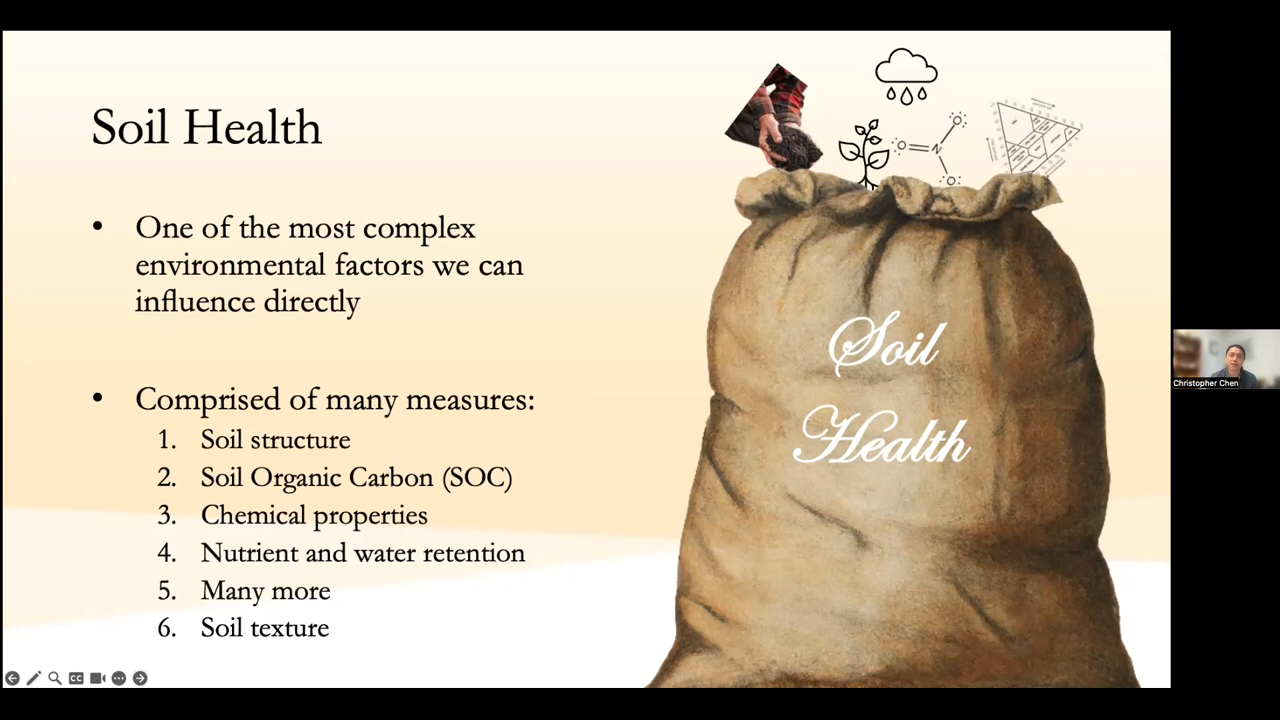 Soil Health
• One of the most complex
environmental factors we can
influence directly
• Comprised of many measures:
1. Soil structure
2. Soil Organic Carbon (SOC)
3. Chemical properties
4. Nutrient and water retention
5. Many more
6. Soil texture
O
O
N
O
Soil
Health
Christopher Chen
CC